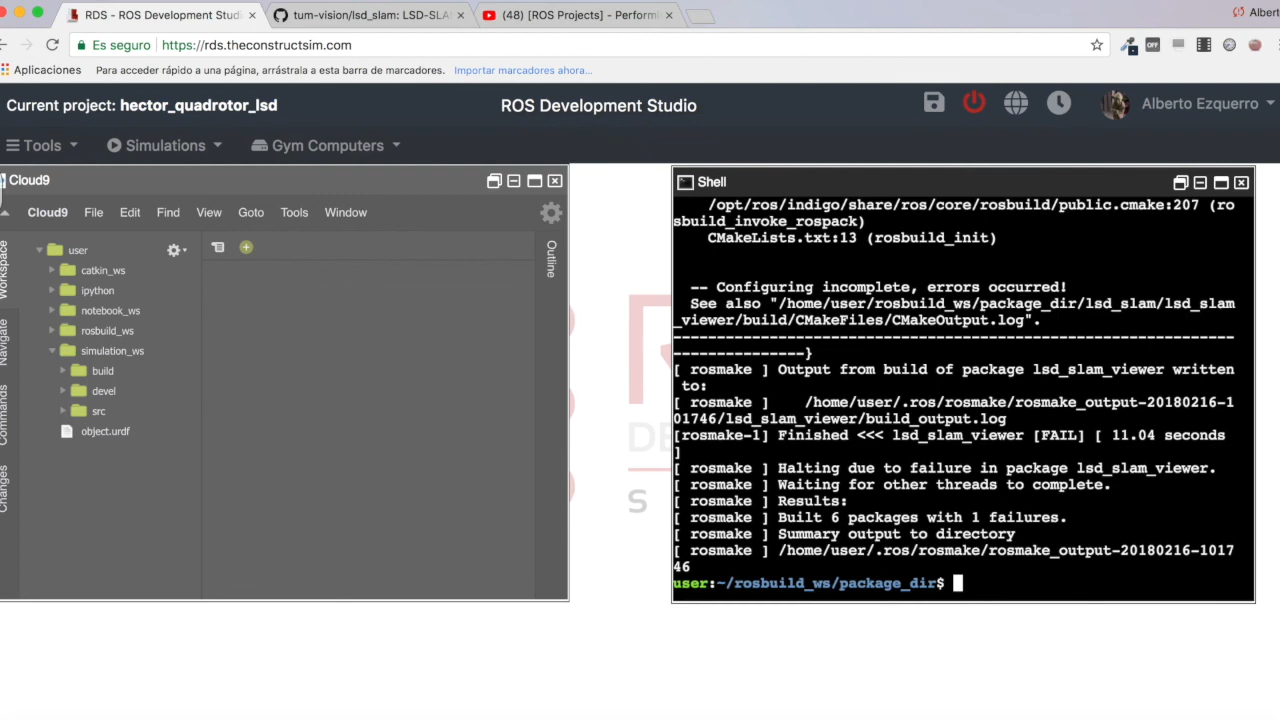 RDS - ROS Development Studi
tum-vision/lsd_slam: LSD-SLA
(48) [ROS Projects] - Performi
Albert
Es seguro
https://rds.theconstructsim.com
OFF
Aplicaciones
Para acceder rápido a una página, arrástrala a esta barra de marcadores.
Importar marcadores ahora...
Current project: hector_quadrotor_lsd
ROS Development Studio
Alberto Ezquerro
Tools
Simulations
Gym Computers
Cloud9
Cloud9 File Edit Find View Goto Tools Window
Workspace
Navigate
Commands
Changes
user
catkin_ws
ipython
notebook_ws
rosbuild_ws
simulation_ws
build
devel
src
object.urdf
Outline
DE
S
Shell
/opt/ros/indigo/share/ros/core/rosbuild/public.cmake:207 (ro
sbuild_invoke_rospack)
CMakeLists.txt:13 (rosbuild_init)
-- Configuring incomplete, errors occurred!
See also "/home/user/rosbuild_ws/package_dir/lsd_slam/lsd_slam
_viewer/build/CMakeFiles/CMakeOutput.log".
----------------------------------------------------------------
---------------}
[ rosmake ] Output from build of package lsd_slam_viewer written
to:
[ rosmake ]    /home/user/.ros/rosmake/rosmake_output-20180216-1
01746/lsd_slam_viewer/build_output.log
[rosmake-1] Finished <<< lsd_slam_viewer [FAIL] [ 11.04 seconds
]
[ rosmake ] Halting due to failure in package lsd_slam_viewer.
[ rosmake ] Waiting for other threads to complete.
[ rosmake ] Results:
[ rosmake ] Built 6 packages with 1 failures.
[ rosmake ] Summary output to directory
[ rosmake ] /home/user/.ros/rosmake/rosmake_output-20180216-1017
46
user:~/rosbuild_ws/package_dir$